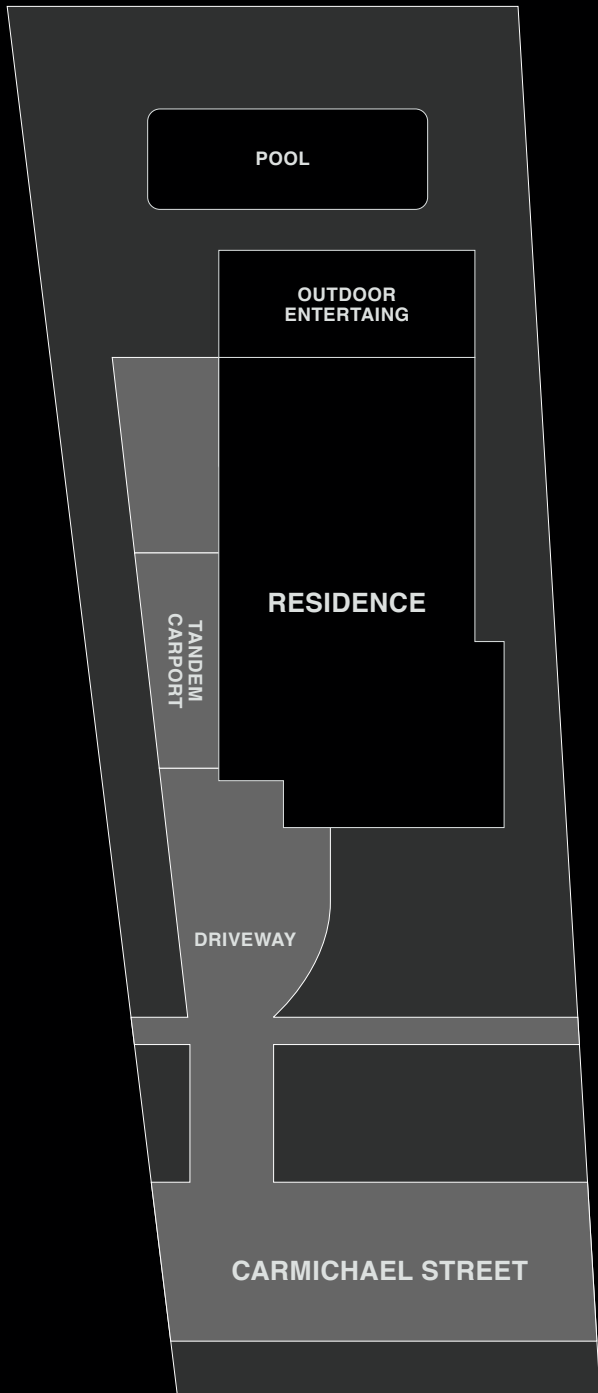 POOL
OUTDOOR
ENTERTAING
RESIDENCE
TANDEM
CARPORT
DRIVEWAY
CARMICHAEL STREET